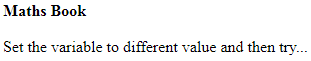 Maths Book
Set the variable to different value and then try...